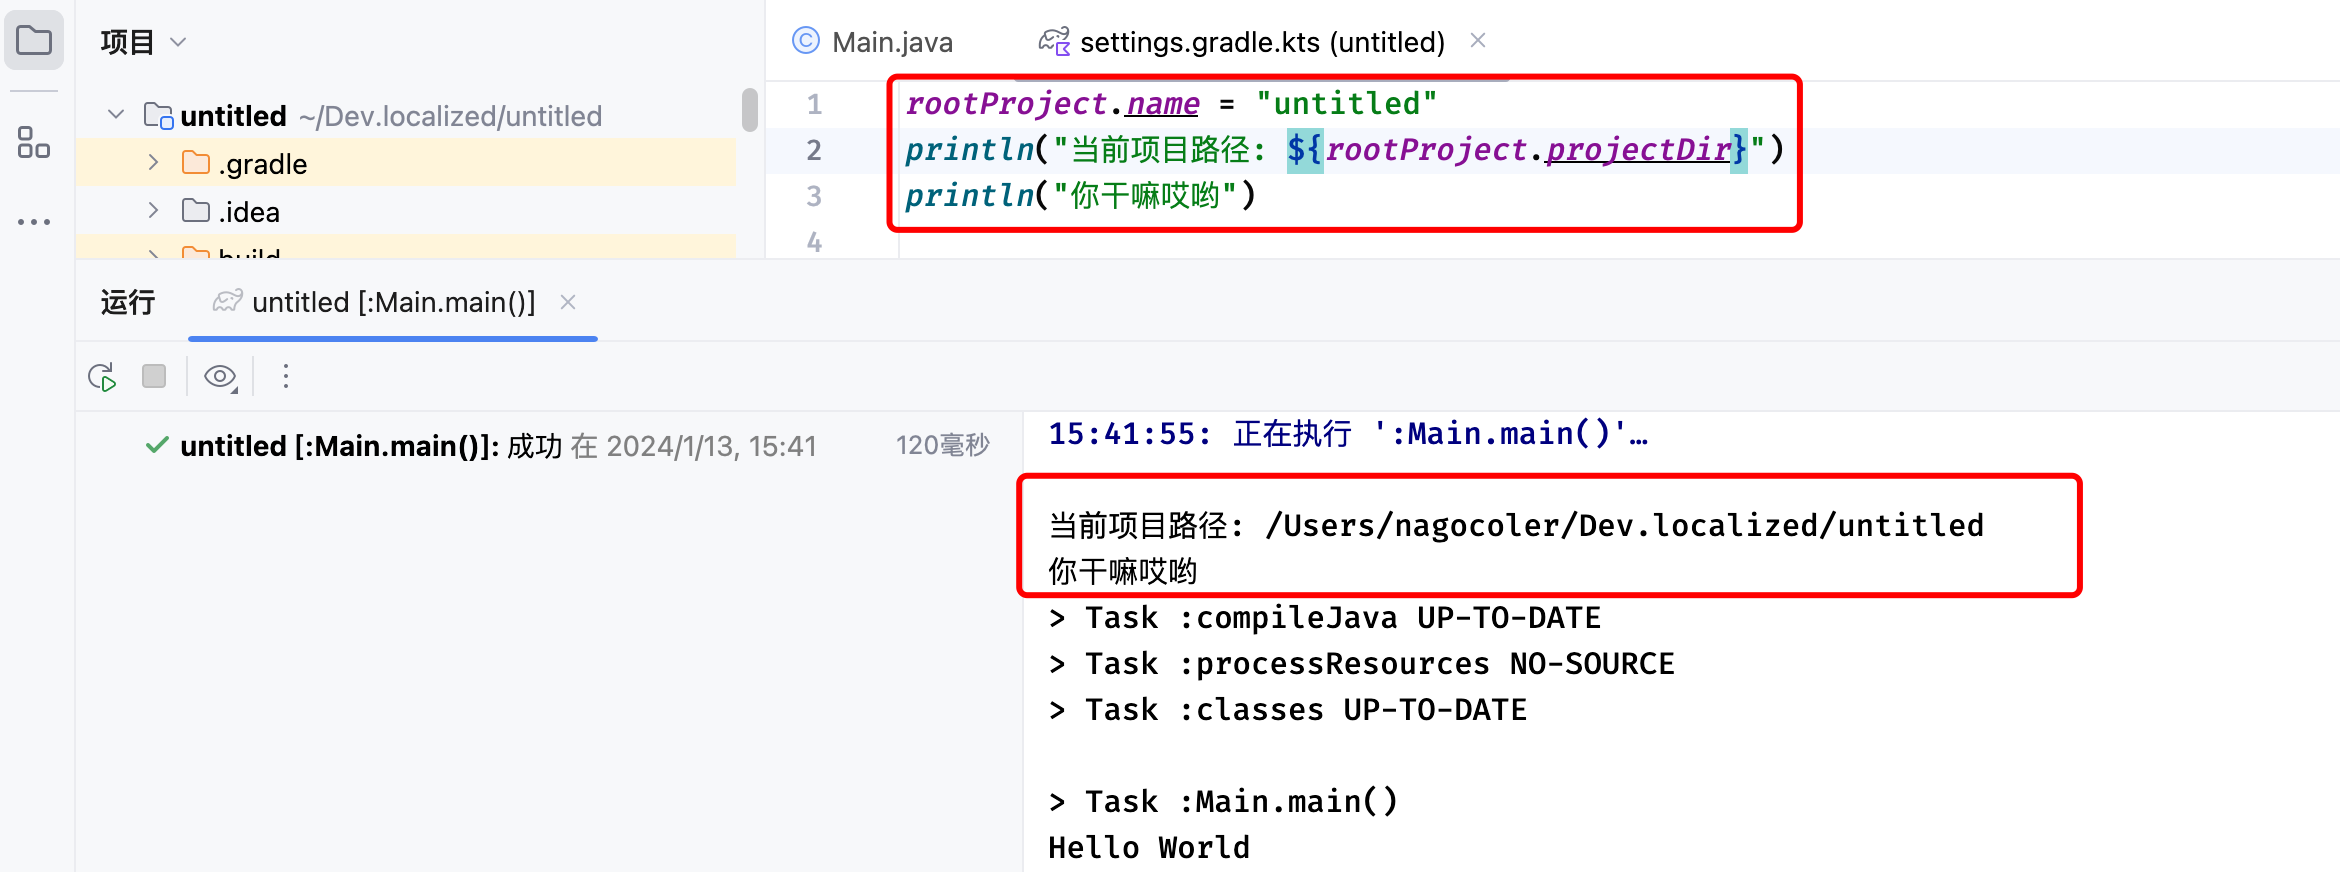 项目
untitled ~/Dev.localized/untitled
.gradle
.idea
build
Main.java
settings.gradle.kts (untitled)
1 rootProject.name = "untitled"
2 println("当前项目路径: ${rootProject.projectDir}")
3 println("你干嘛哎哟")
4
运行 untitled [:Main.main()]
untitled [:Main.main()]: 成功 在 2024/1/13, 15:41 120毫秒
15:41:55: 正在执行 ':Main.main()'…
当前项目路径: /Users/nagocoler/Dev.localized/untitled
你干嘛哎哟
> Task :compileJava UP-TO-DATE
> Task :processResources NO-SOURCE
> Task :classes UP-TO-DATE
> Task :Main.main()
Hello World